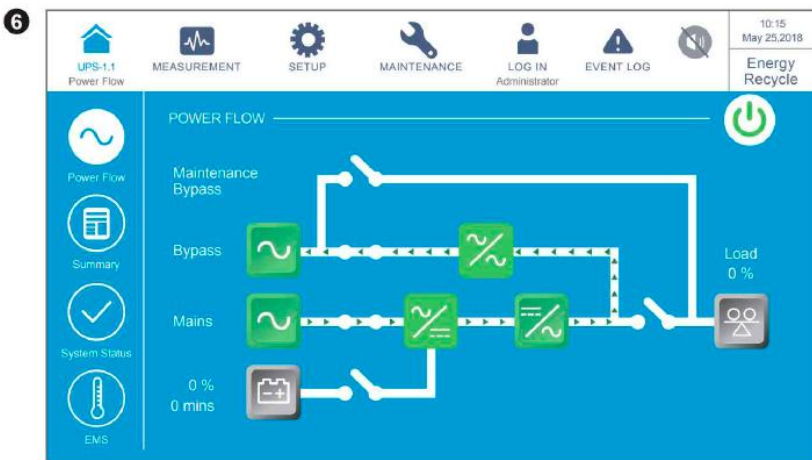 6
10:15
May 25,2018
UPS-1.1
Power Flow
MEASUREMENT
SETUP
MAINTENANCE
LOG IN
Administrator
EVENT LOG
Energy
Recycle
POWER FLOW
Power Flow
Maintenance
Bypass
Summary
Bypass
Load
0 %
Mains
System Status
0 %
0 mins
EMS